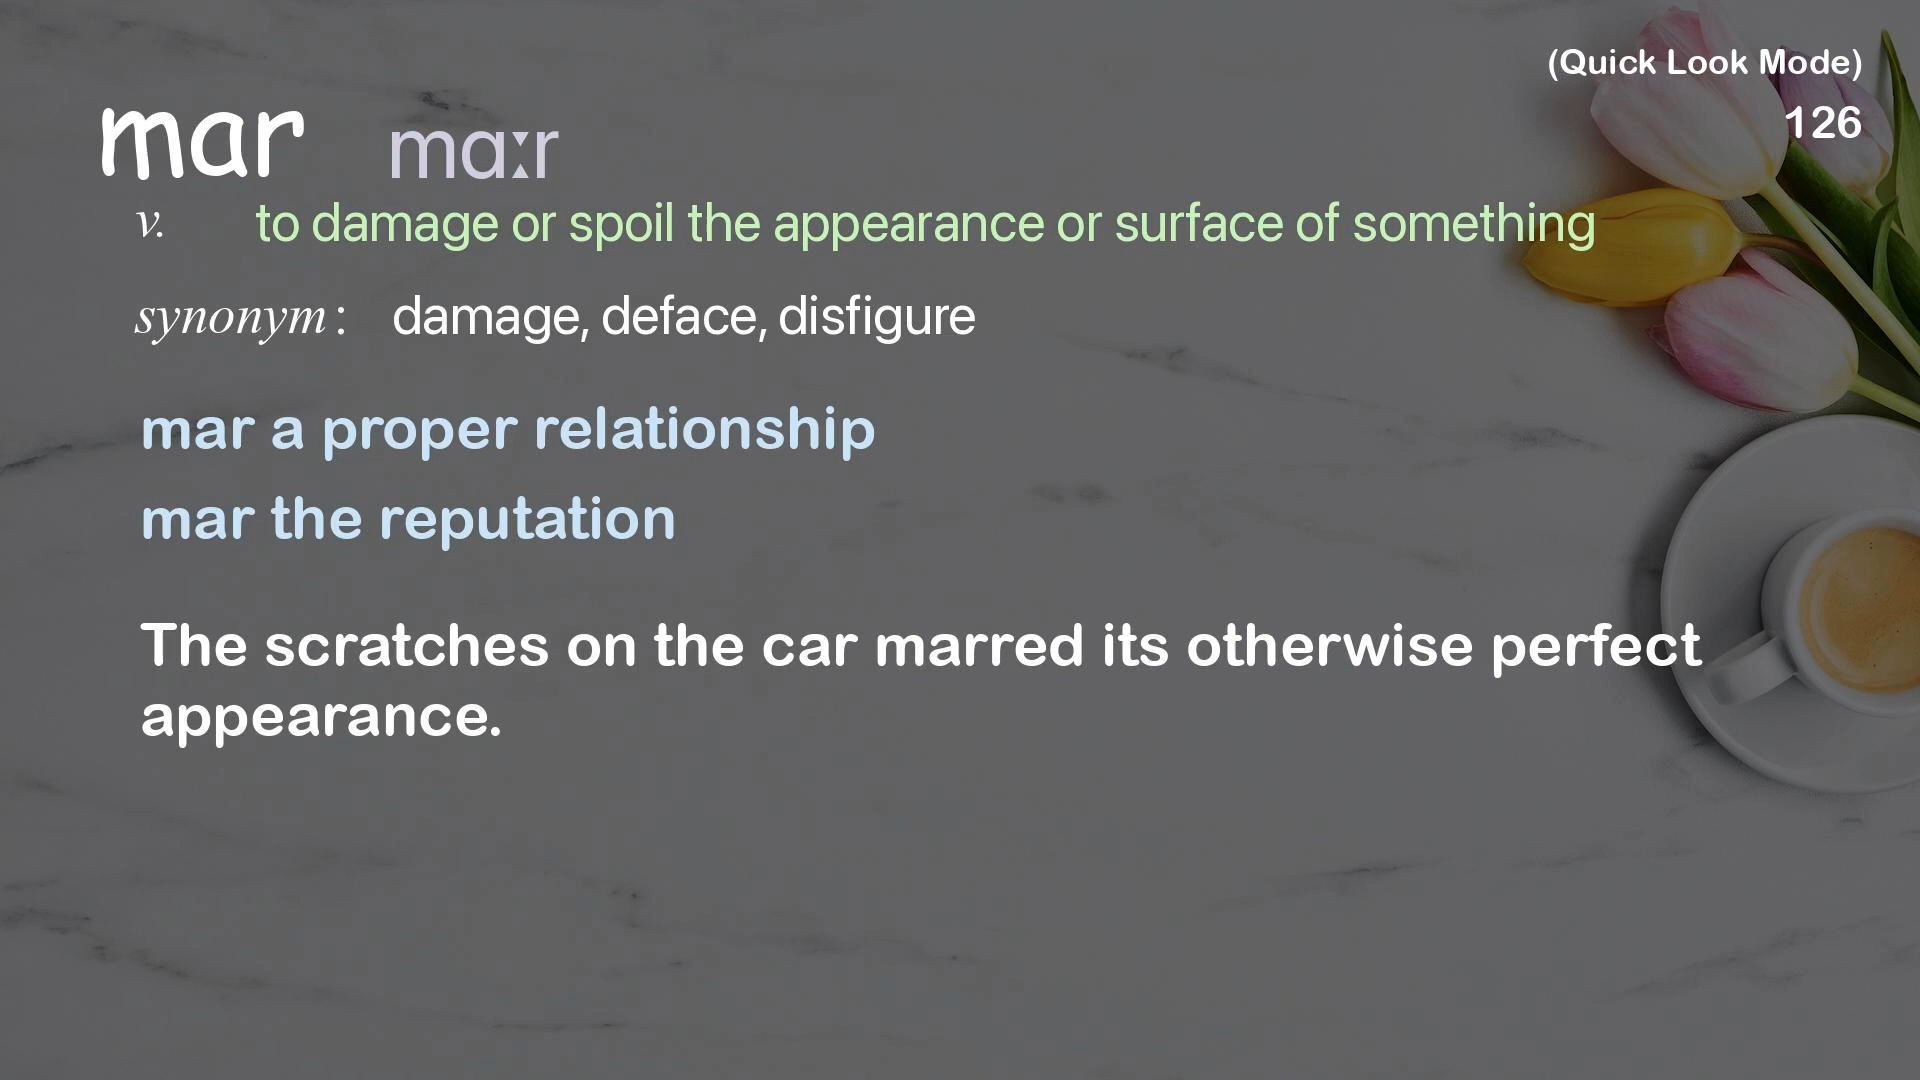 (Quick Look Mode)
126
mar mɑːr
v. to damage or spoil the appearance or surface of something
synonym : damage, deface, disfigure
mar a proper relationship
mar the reputation
The scratches on the car marred its otherwise perfect
appearance.